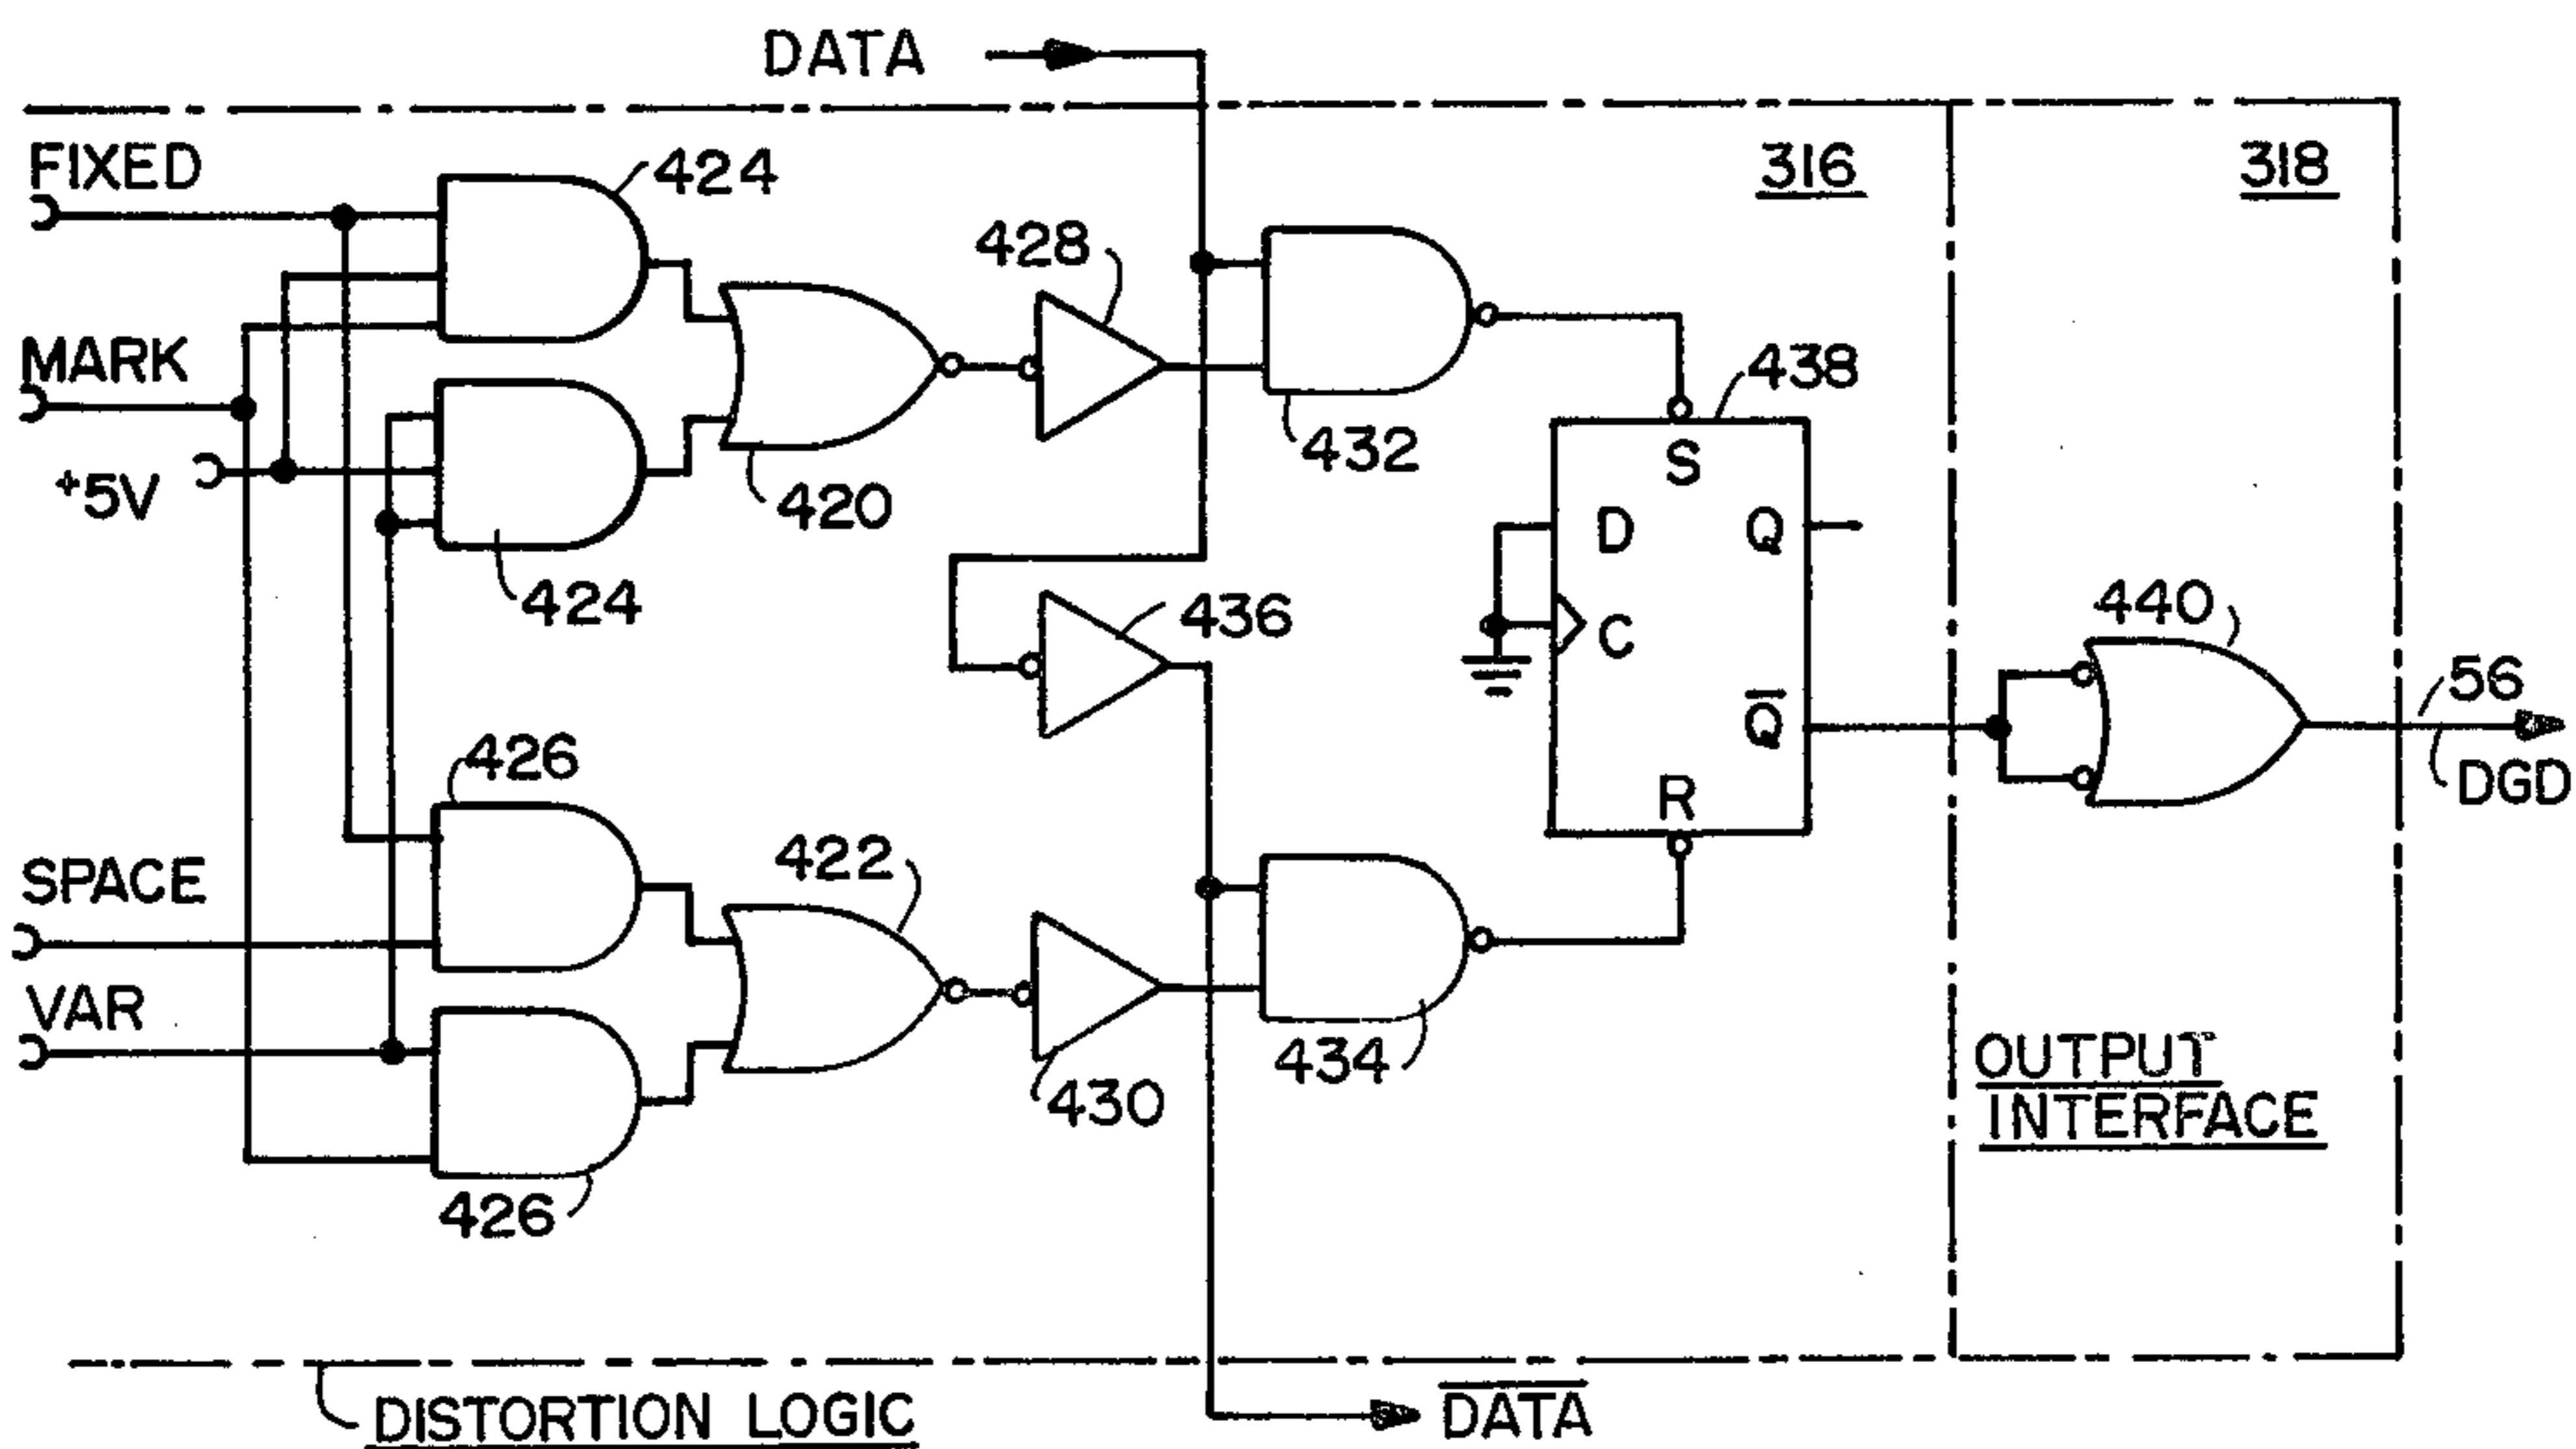 DATA
FIXED
424
316
318
428
MARK
438
432
+5V
420
S
D
Q
424
436
C
440
56
Q̅
DGD
426
R
422
SPACE
VAR
434
OUTPUT
INTERFACE
430
426
DISTORTION LOGIC
D̅A̅T̅A̅